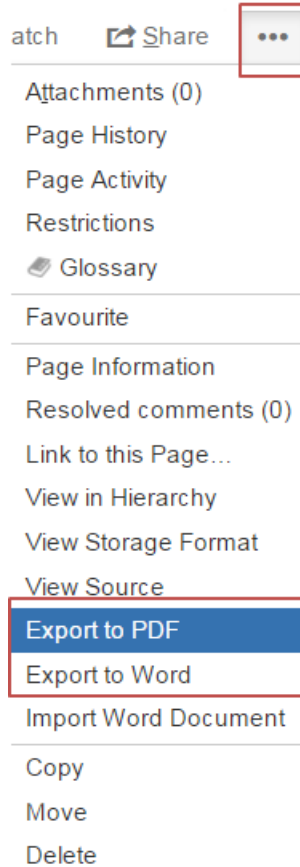 atch Share •••
Attachments (0)
Page History
Page Activity
Restrictions
Glossary
Favourite
Page Information
Resolved comments (0)
Link to this Page...
View in Hierarchy
View Storage Format
View Source
Export to PDF
Export to Word
Import Word Document
Copy
Move
Delete